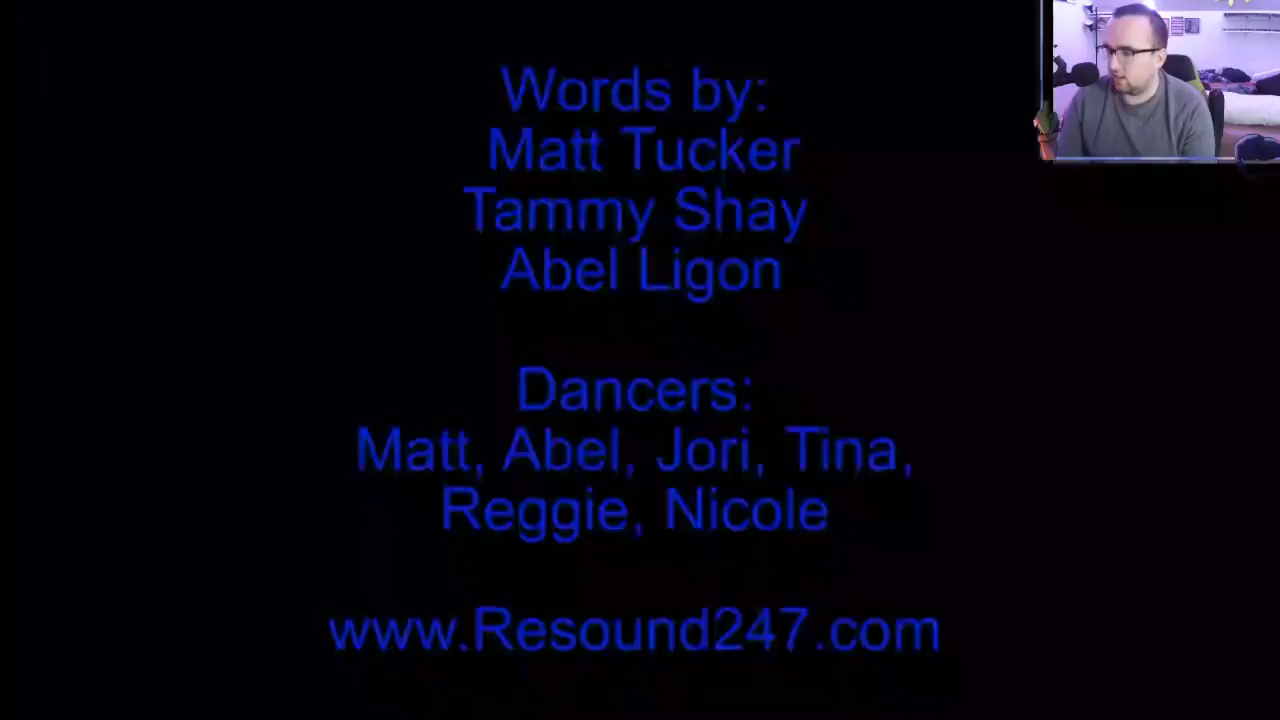 Words by:
Matt Tucker
Tammy Shay
Abel Ligon
Dancers:
Matt, Abel, Jori, Tina,
Reggie, Nicole
www.Resound247.com